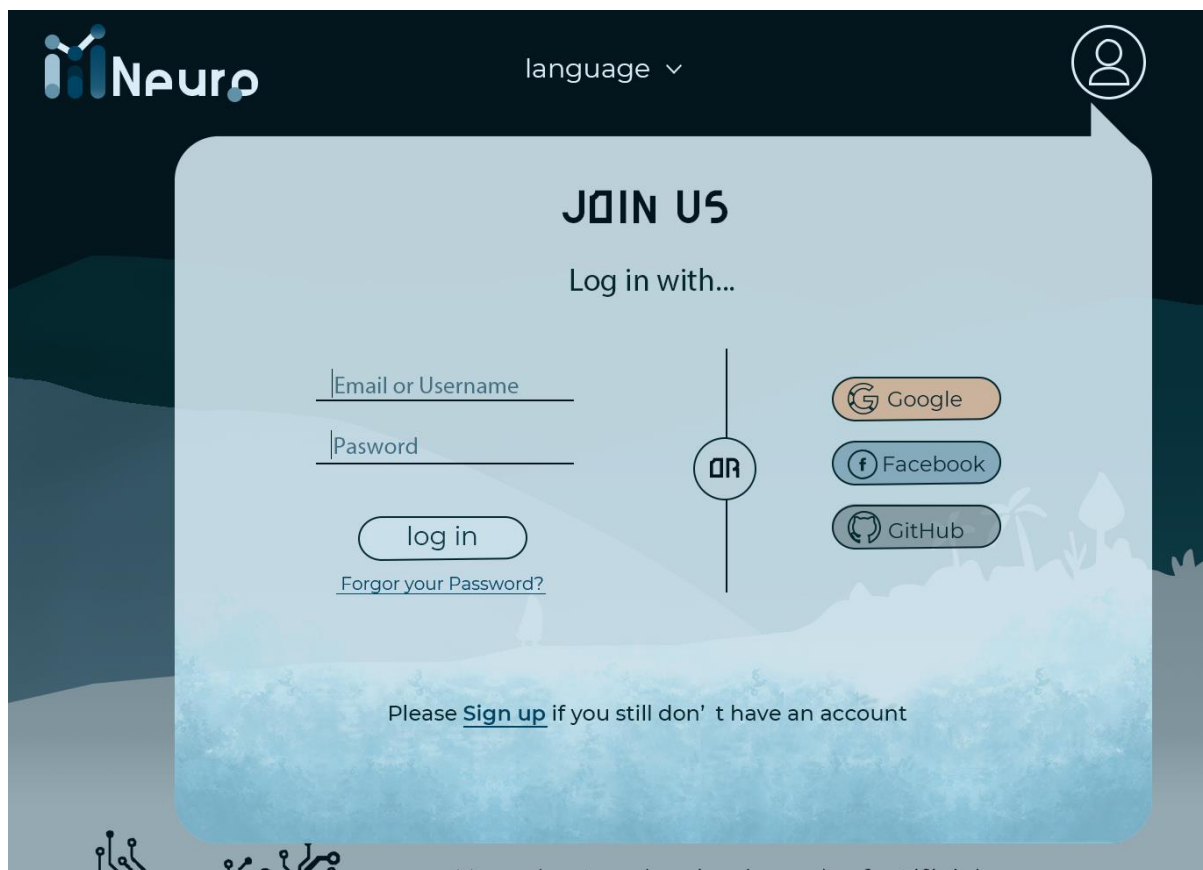 Neuro
language
JOIN US
Log in with...
Email or Username
Pasword
log in
Forgor your Password?
OR
Google
Facebook
GitHub
Please Sign up if you still don’ t have an account